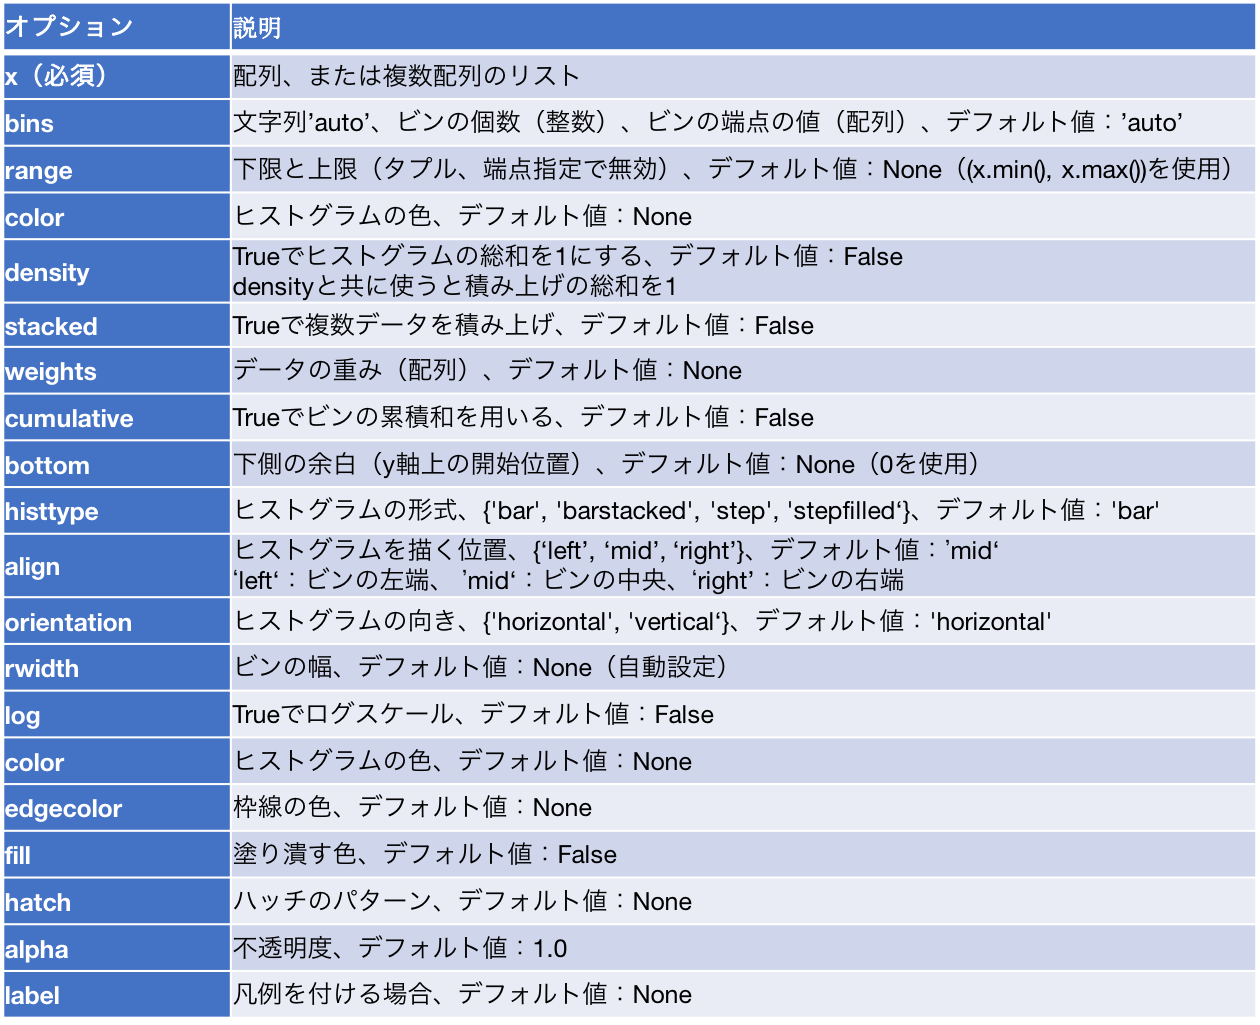 オプション 説明
x（必須） 配列、または複数配列のリスト
bins 文字列’auto’、ビンの個数（整数）、ビンの端点の値（配列）、デフォルト値：’auto’
range 下限と上限（タプル、端点指定で無効）、デフォルト値：None（(x.min(), x.max())を使用）
color ヒストグラムの色、デフォルト値：None
density Trueでヒストグラムの総和を1にする、デフォルト値：False
densityと共に使うと積み上げの総和を1
stacked Trueで複数データを積み上げ、デフォルト値：False
weights データの重み（配列）、デフォルト値：None
cumulative Trueでビンの累積和を用いる、デフォルト値：False
bottom 下側の余白（y軸上の開始位置）、デフォルト値：None（0を使用）
histtype ヒストグラムの形式、{'bar', 'barstacked', 'step', 'stepfilled‘}、デフォルト値：'bar'
align ヒストグラムを描く位置、{‘left’, ‘mid’, ‘right’}、デフォルト値：’mid‘
‘left‘：ビンの左端、 ’mid‘：ビンの中央、‘right’：ビンの右端
orientation ヒストグラムの向き、{'horizontal', 'vertical‘}、デフォルト値：'horizontal'
rwidth ビンの幅、デフォルト値：None（自動設定）
log Trueでログスケール、デフォルト値：False
color ヒストグラムの色、デフォルト値：None
edgecolor 枠線の色、デフォルト値：None
fill 塗り潰す色、デフォルト値：False
hatch ハッチのパターン、デフォルト値：None
alpha 不透明度、デフォルト値：1.0
label 凡例を付ける場合、デフォルト値：None